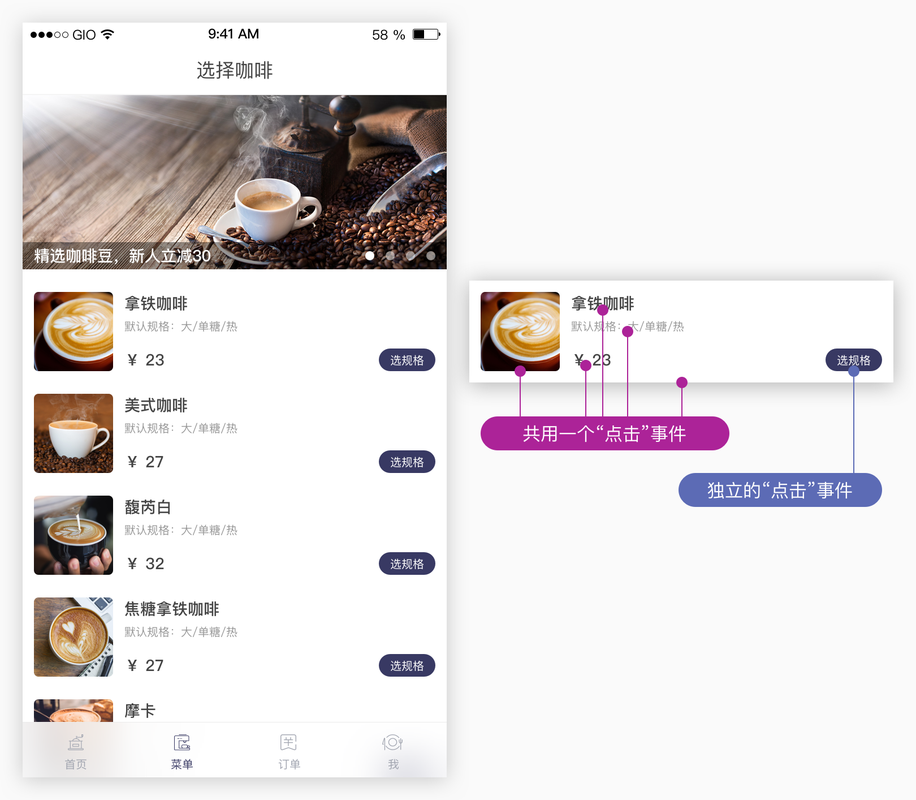 GIO 9:41 AM 58 %
选择咖啡
精选咖啡豆，新人立减30
拿铁咖啡
默认规格：大/单糖/热
¥ 23 选规格
美式咖啡
默认规格：大/单糖/热
¥ 27 选规格
馥芮白
默认规格：大/单糖/热
¥ 32 选规格
焦糖拿铁咖啡
默认规格：大/单糖/热
¥ 27 选规格
摩卡
首页 菜单 订单 我
拿铁咖啡
默认规格：大/单糖/热
¥ 23 选规格
共用一个“点击”事件
独立的“点击”事件